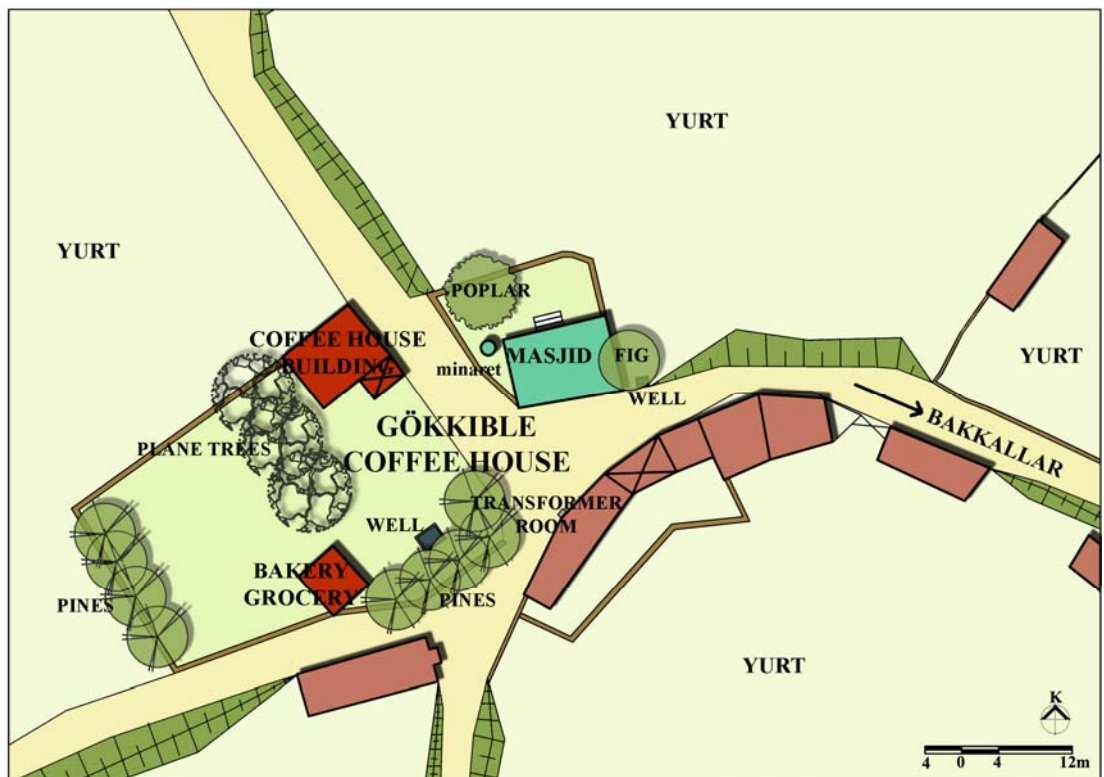 YURT
YURT
POPLAR
COFFEE HOUSE
BUILDING
minaret
MASJID
FIG
YURT
WELL
BAKKALLAR
GÖKKIBLE
COFFEE HOUSE
PLANE TREES
TRANSFORMER
ROOM
WELL
BAKERY
GROCERY
PINES
PINES
YURT
K
4 0 4 12m